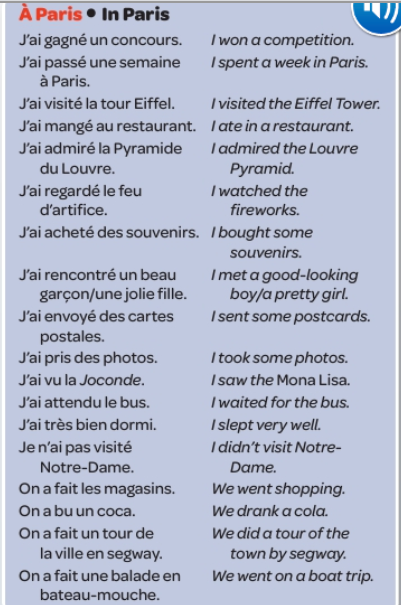 À Paris • In Paris
J'ai gagné un concours. I won a competition.
J'ai passé une semaine I spent a week in Paris.
à Paris.
J'ai visité la tour Eiffel. I visited the Eiffel Tower.
J'ai mangé au restaurant. I ate in a restaurant.
J'ai admiré la Pyramide I admired the Louvre
du Louvre. Pyramid.
J'ai regardé le feu I watched the
d'artifice. fireworks.
J'ai acheté des souvenirs. I bought some
souvenirs.
J'ai rencontré un beau I met a good-looking
garçon/une jolie fille. boy/a pretty girl.
J'ai envoyé des cartes I sent some postcards.
postales.
J'ai pris des photos. I took some photos.
J'ai vu la Joconde. I saw the Mona Lisa.
J'ai attendu le bus. I waited for the bus.
J'ai très bien dormi. I slept very well.
Je n'ai pas visité I didn't visit Notre-
Notre-Dame. Dame.
On a fait les magasins. We went shopping.
On a bu un coca. We drank a cola.
On a fait un tour de We did a tour of the
la ville en segway. town by segway.
On a fait une balade en We went on a boat trip.
bateau-mouche.